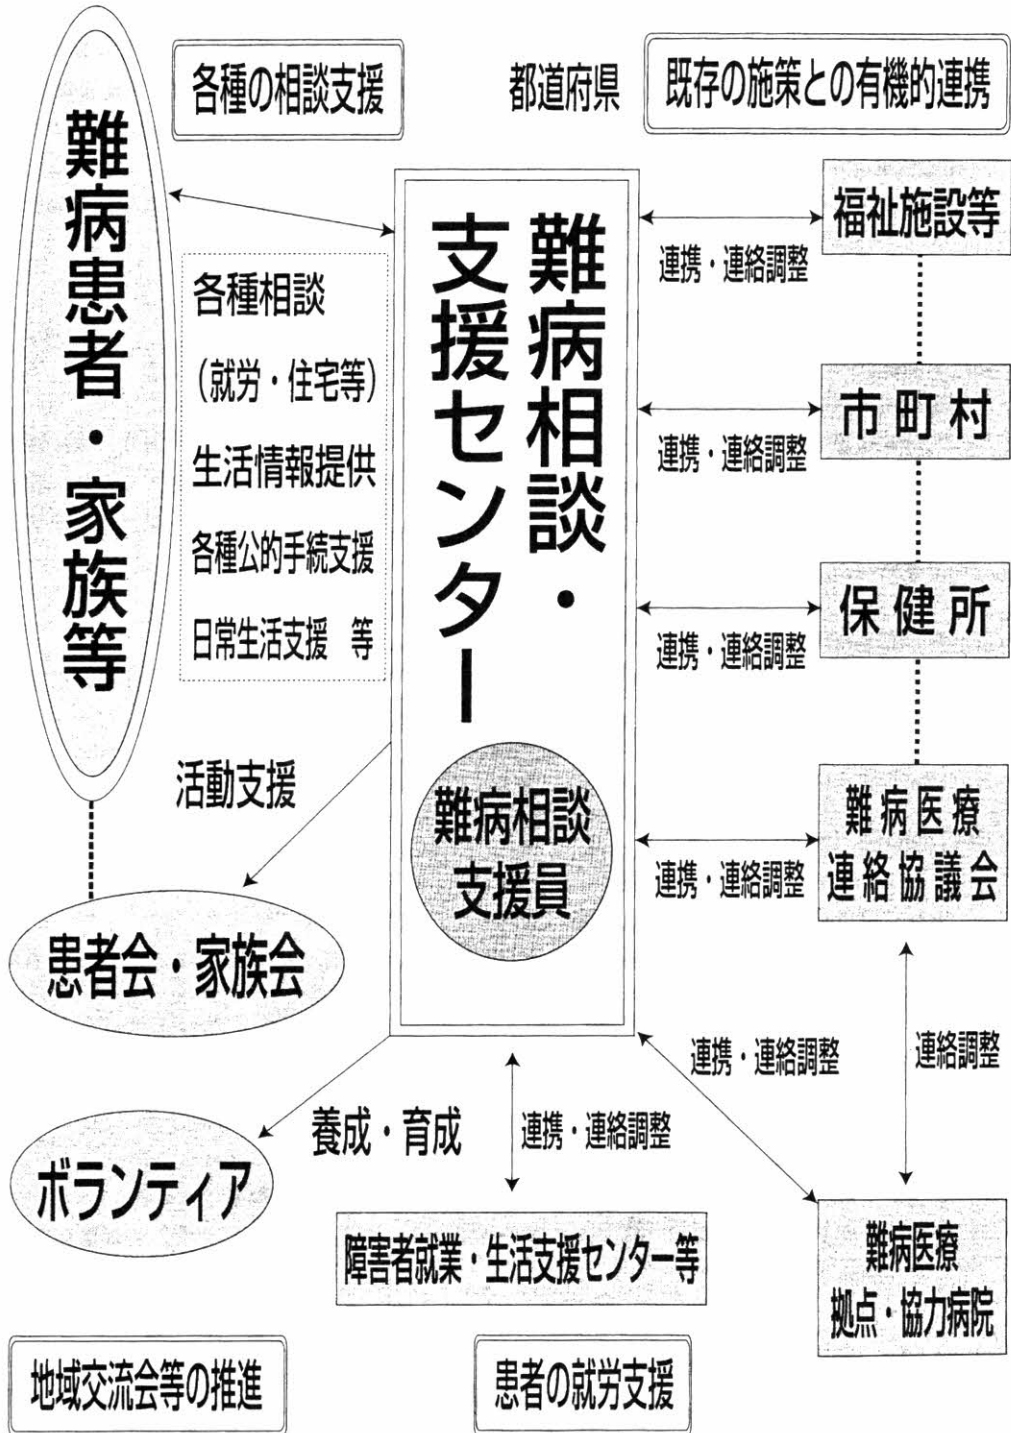 各種の相談支援
都道府県
既存の施策との有機的連携
難病患者・家族等
各種相談
(就労・住宅等)
生活情報提供
各種公的手続支援
日常生活支援 等
難病相談・
支援センター
難病相談
支援員
連携・連絡調整
福祉施設等
連携・連絡調整
市町村
連携・連絡調整
保健所
連携・連絡調整
難病医療
連絡協議会
活動支援
患者会・家族会
養成・育成
ボランティア
連携・連絡調整
障害者就業・生活支援センター等
連携・連絡調整
連絡調整
難病医療
拠点・協力病院
地域交流会等の推進
患者の就労支援